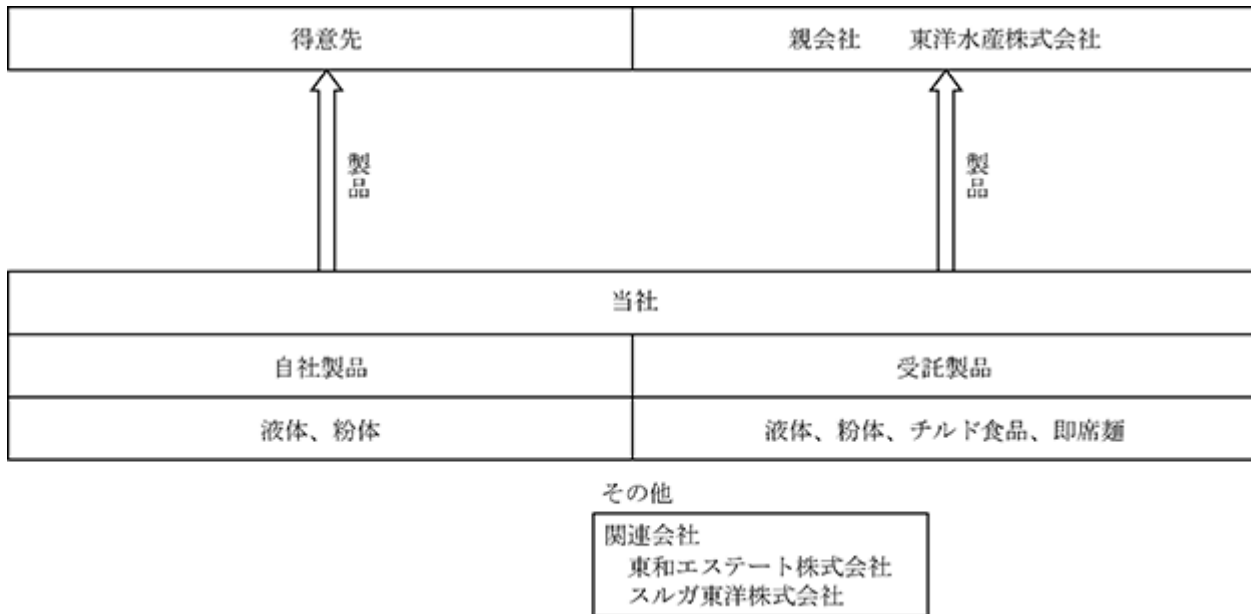 得意先
親会社　　東洋水産株式会社
製品
製品
当社
自社製品
受託製品
液体、粉体
液体、粉体、チルド食品、即席麺
その他
関連会社
東和エステート株式会社
スルガ東洋株式会社